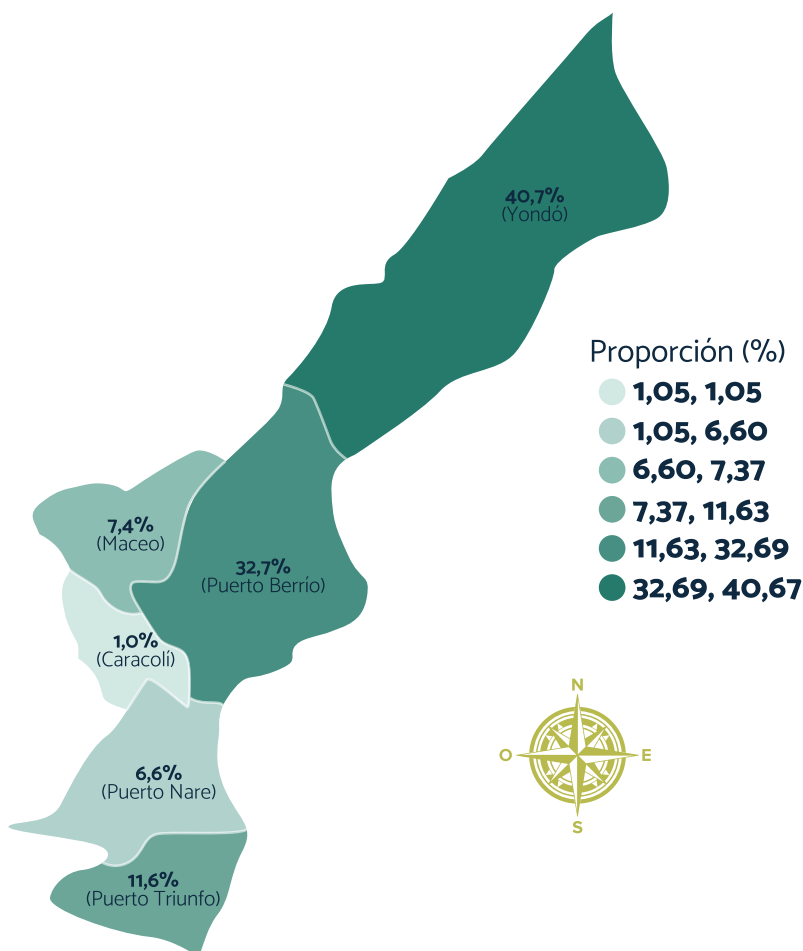 40,7%
(Yondó)
Proporción (%)
1,05, 1,05
1,05, 6,60
6,60, 7,37
7,37, 11,63
11,63, 32,69
32,69, 40,67
7,4%
(Maceo)
32,7%
(Puerto Berrío)
1,0%
(Caracolí)
N
O
E
S
6,6%
(Puerto Nare)
11,6%
(Puerto Triunfo)